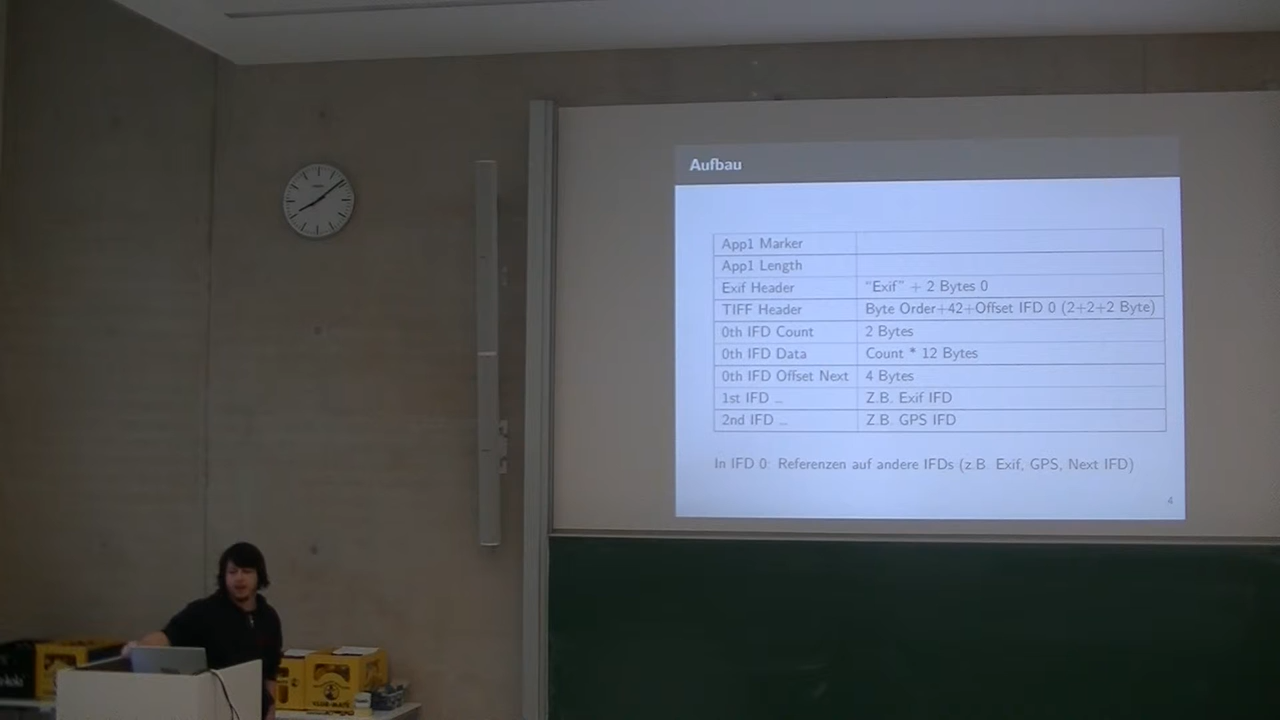 Aufbau
App1 Marker
App1 Length
Exif Header "Exif" + 2 Bytes 0
TIFF Header Byte Order+42+Offset IFD 0 (2+2+2 Byte)
0th IFD Count 2 Bytes
0th IFD Data Count * 12 Bytes
0th IFD Offset Next 4 Bytes
1st IFD ... Z.B. Exif IFD
2nd IFD ... Z.B. GPS IFD
In IFD 0: Referenzen auf andere IFDs (z.B. Exif, GPS, Next IFD)
4
CLUB-MATE